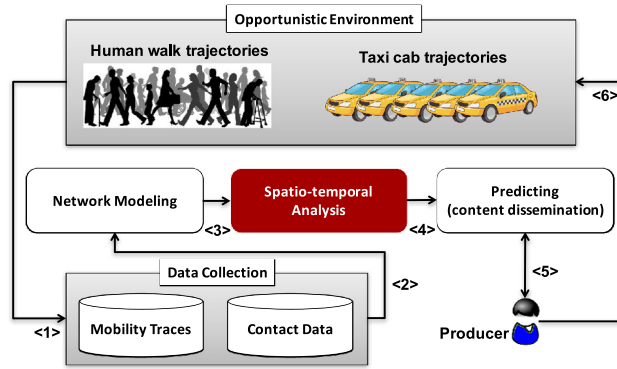 Opportunistic Environment
Human walk trajectories
Taxi cab trajectories
<6>
Network Modeling
<3>
Spatio-temporal
Analysis
<4>
Predicting
(content dissemination)
Data Collection
<2>
<5>
<1>
Mobility Traces
Contact Data
Producer